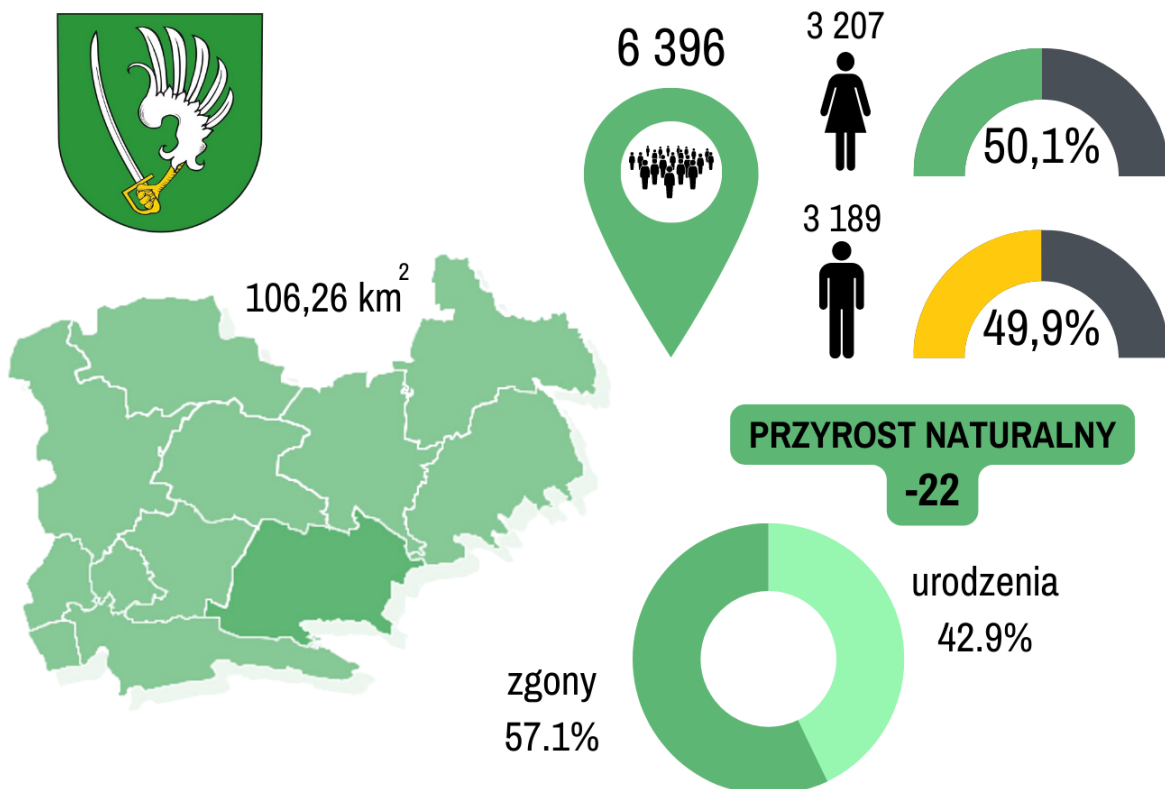 6 396
3 207
50,1%
3 189
49,9%
106,26 km²
PRZYROST NATURALNY
-22
urodzenia
42.9%
zgony
57.1%